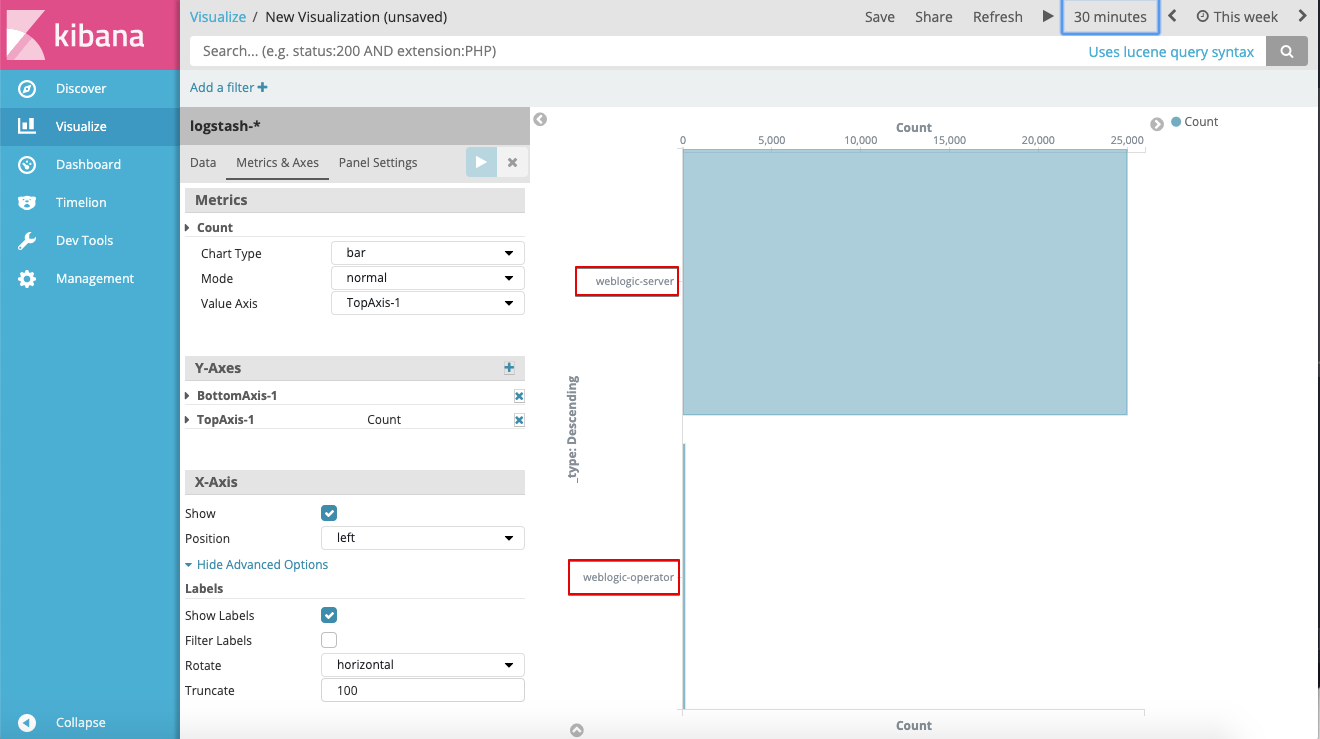 kibana
Discover
Visualize
Dashboard
Timelion
Dev Tools
Management
Collapse
Visualize / New Visualization (unsaved)
Save Share Refresh 30 minutes This week
Search... (e.g. status:200 AND extension:PHP) Uses lucene query syntax
Add a filter
logstash-*
Data Metrics & Axes Panel Settings
Metrics
Count
Chart Type bar
Mode normal
Value Axis TopAxis-1
Y-Axes
BottomAxis-1
TopAxis-1 Count
X-Axis
Show
Position left
Hide Advanced Options
Labels
Show Labels
Filter Labels
Rotate horizontal
Truncate 100
Count
0 5,000 10,000 15,000 20,000 25,000
weblogic-server
_type: Descending
weblogic-operator
Count
Count